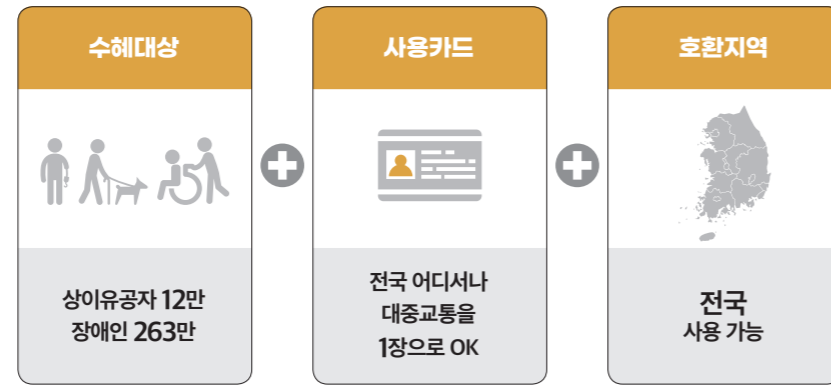 수혜대상
상이유공자 12만
장애인 263만
사용카드
전국 어디서나
대중교통을
1장으로 OK
호환지역
전국
사용 가능